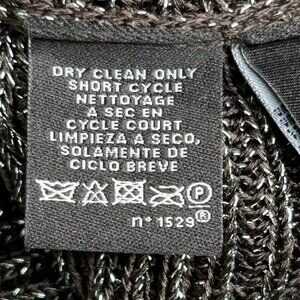 DRY CLEAN ONLY
SHORT CYCLE
NETTOYAGE
A SEC EN
CYCLE COURT
LIMPIEZA A SECO,
SOLAMENTE DE
CICLO BREVE
P
n° 1529 ®